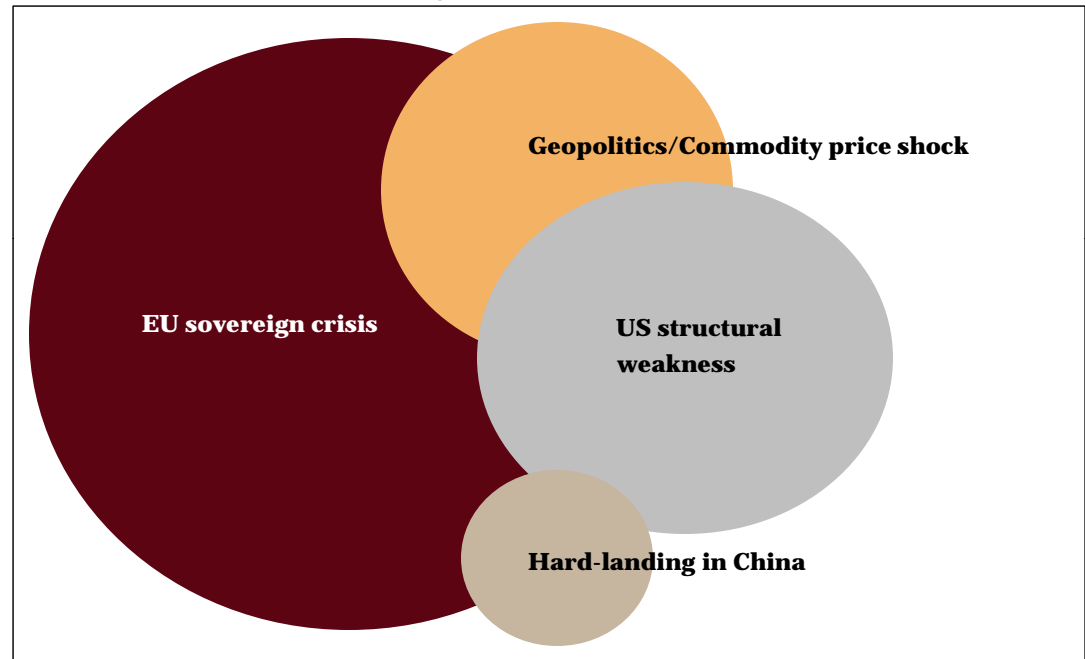 Geopolitics/Commodity price shock
EU sovereign crisis
US structural
weakness
Hard-landing in China